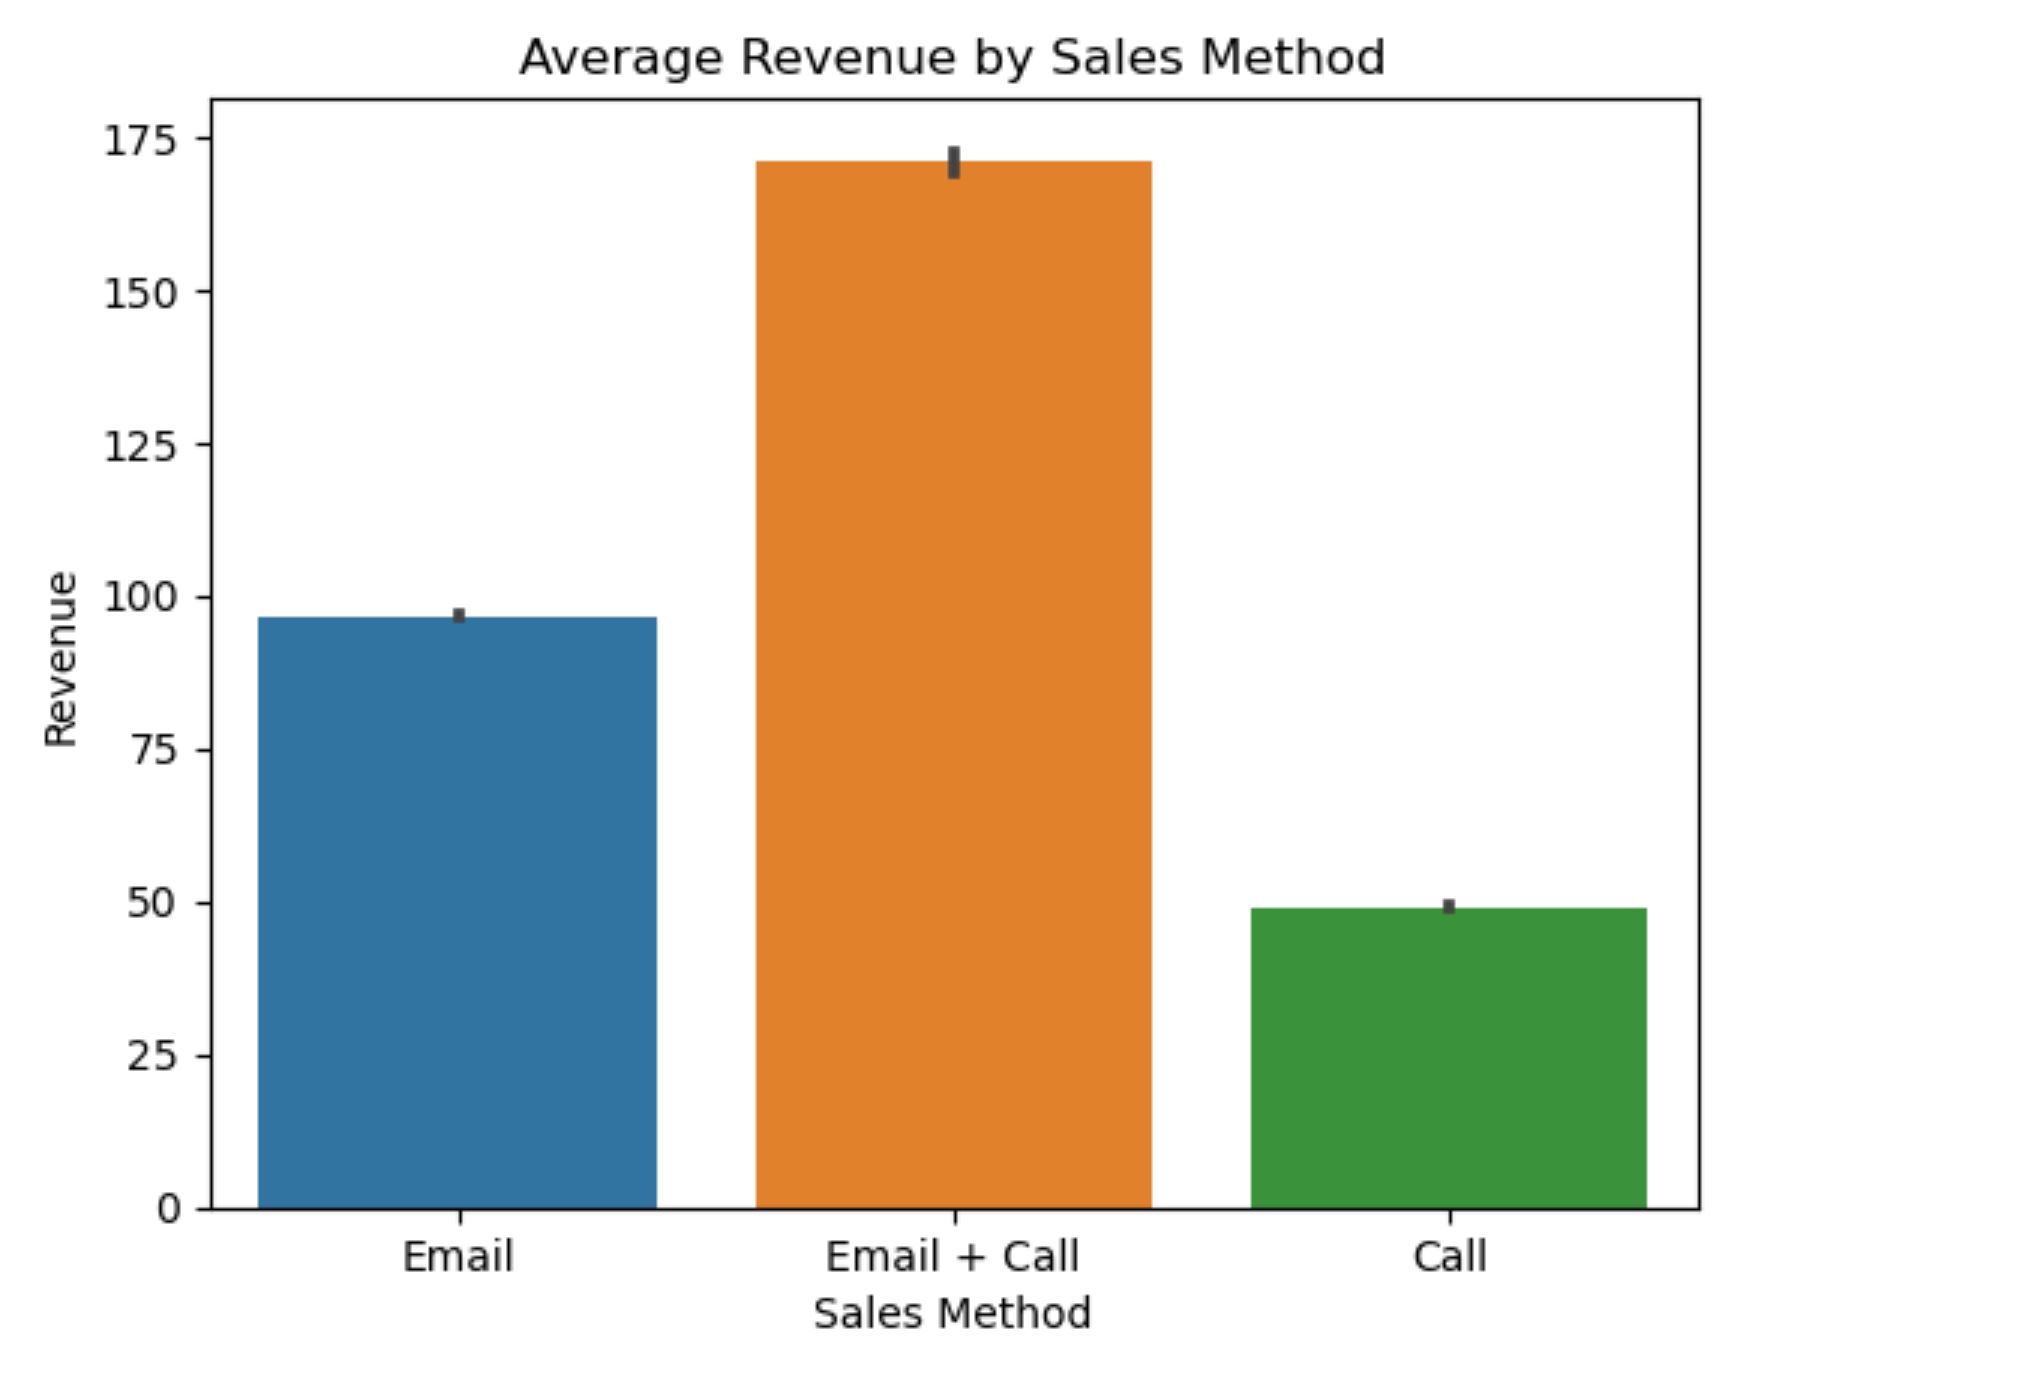 Average Revenue by Sales Method
175
150
125
100
75
50
25
0
Revenue
Email
Email + Call
Call
Sales Method